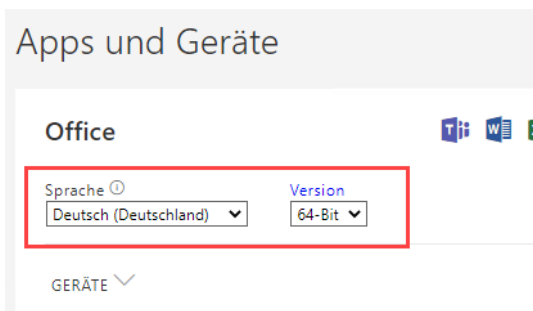 Apps und Geräte
Office
Sprache Version
Deutsch (Deutschland) 64-Bit
GERÄTE